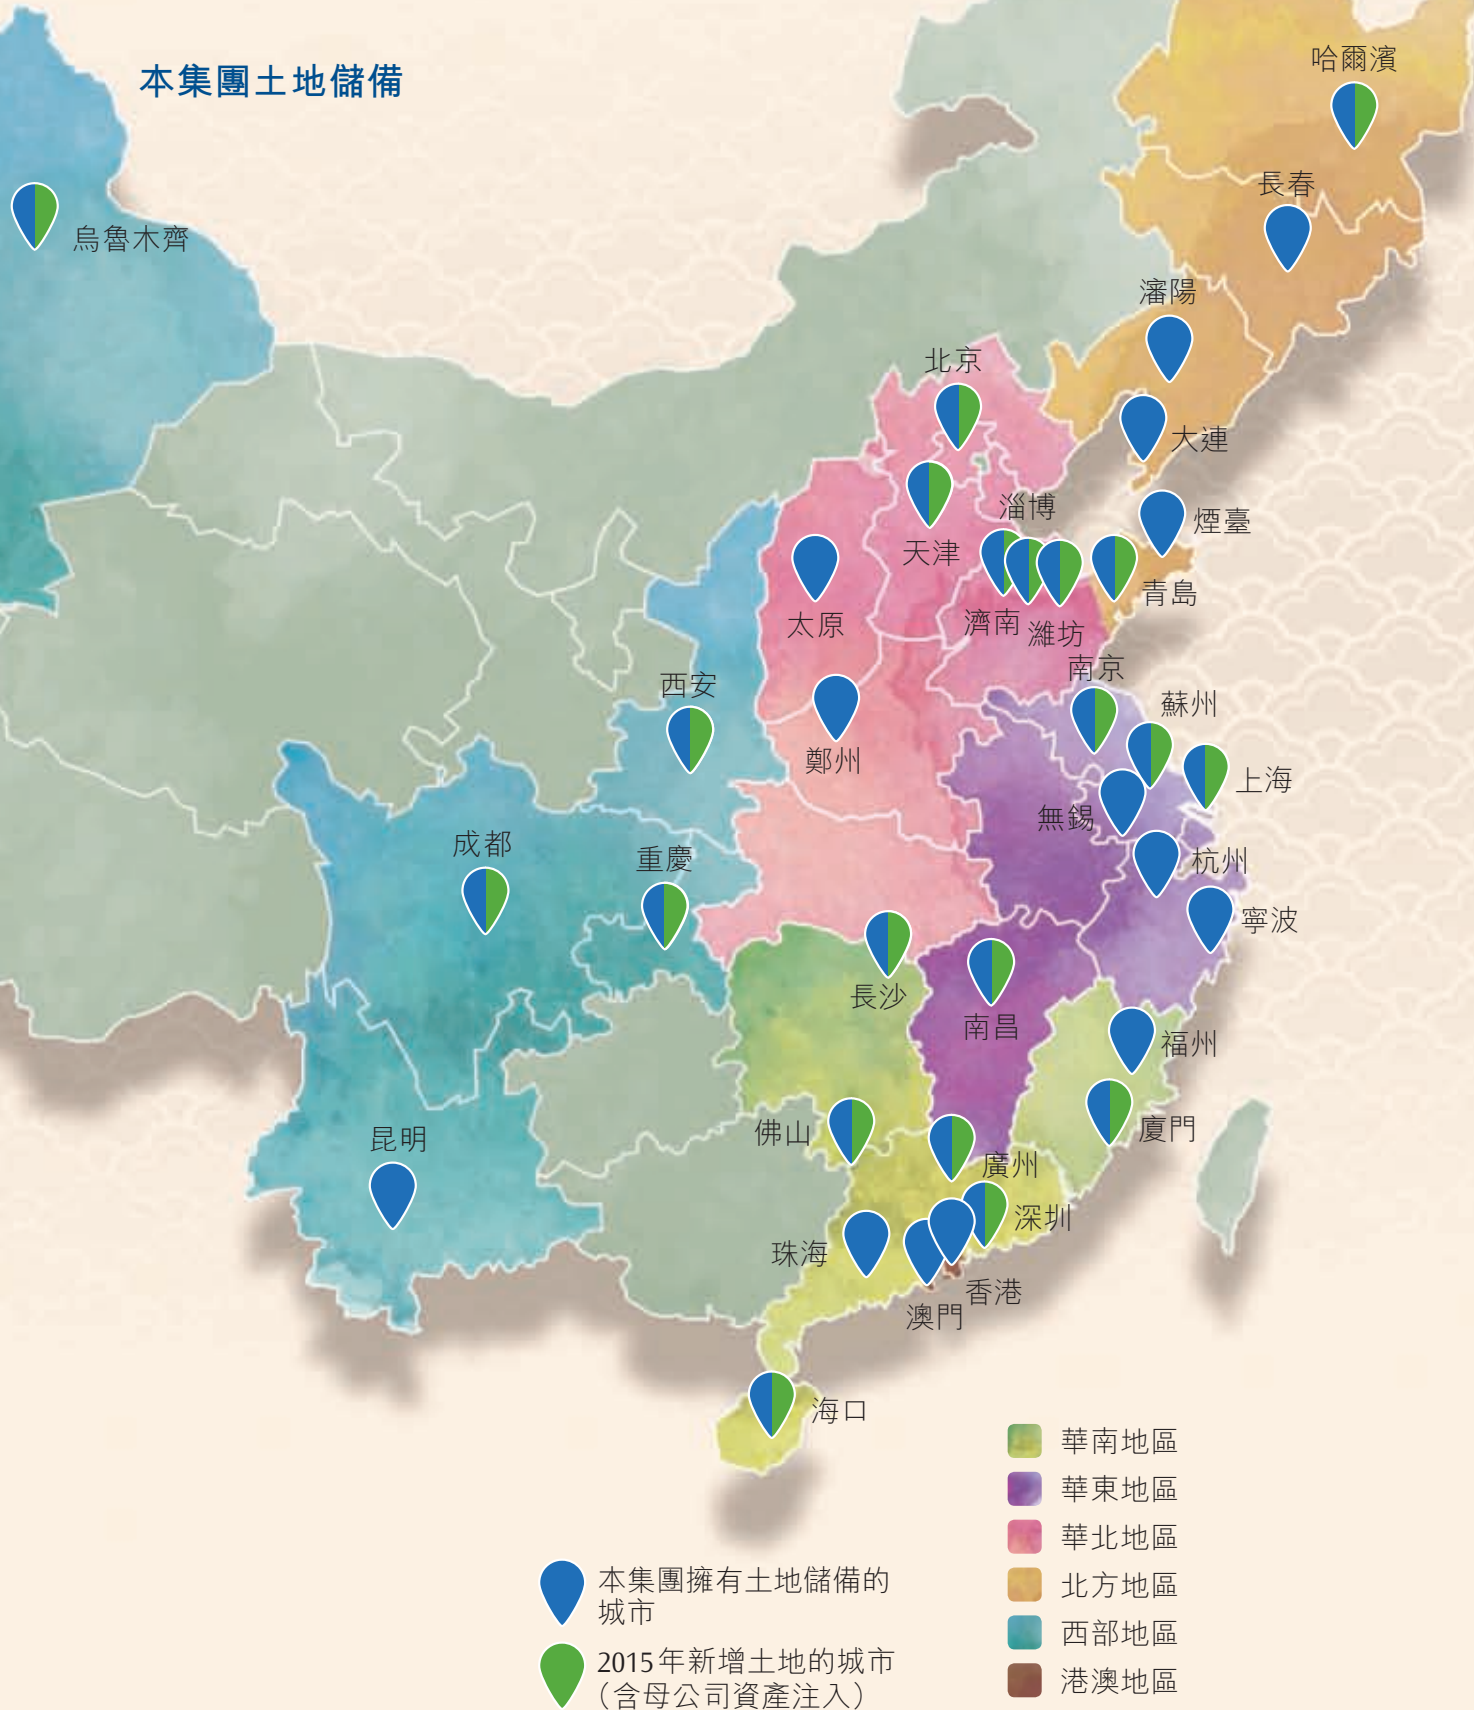 本集團土地儲備
哈爾濱
長春
烏魯木齊
瀋陽
北京
大連
淄博
煙臺
天津
青島
太原
濟南
濰坊
南京
西安
蘇州
鄭州
上海
無錫
成都
重慶
杭州
寧波
長沙
南昌
福州
佛山
廈門
昆明
廣州
深圳
珠海
香港
澳門
海口
華南地區
華東地區
華北地區
北方地區
西部地區
港澳地區
本集團擁有土地儲備的
城市
2015年新增土地的城市
（含母公司資產注入）